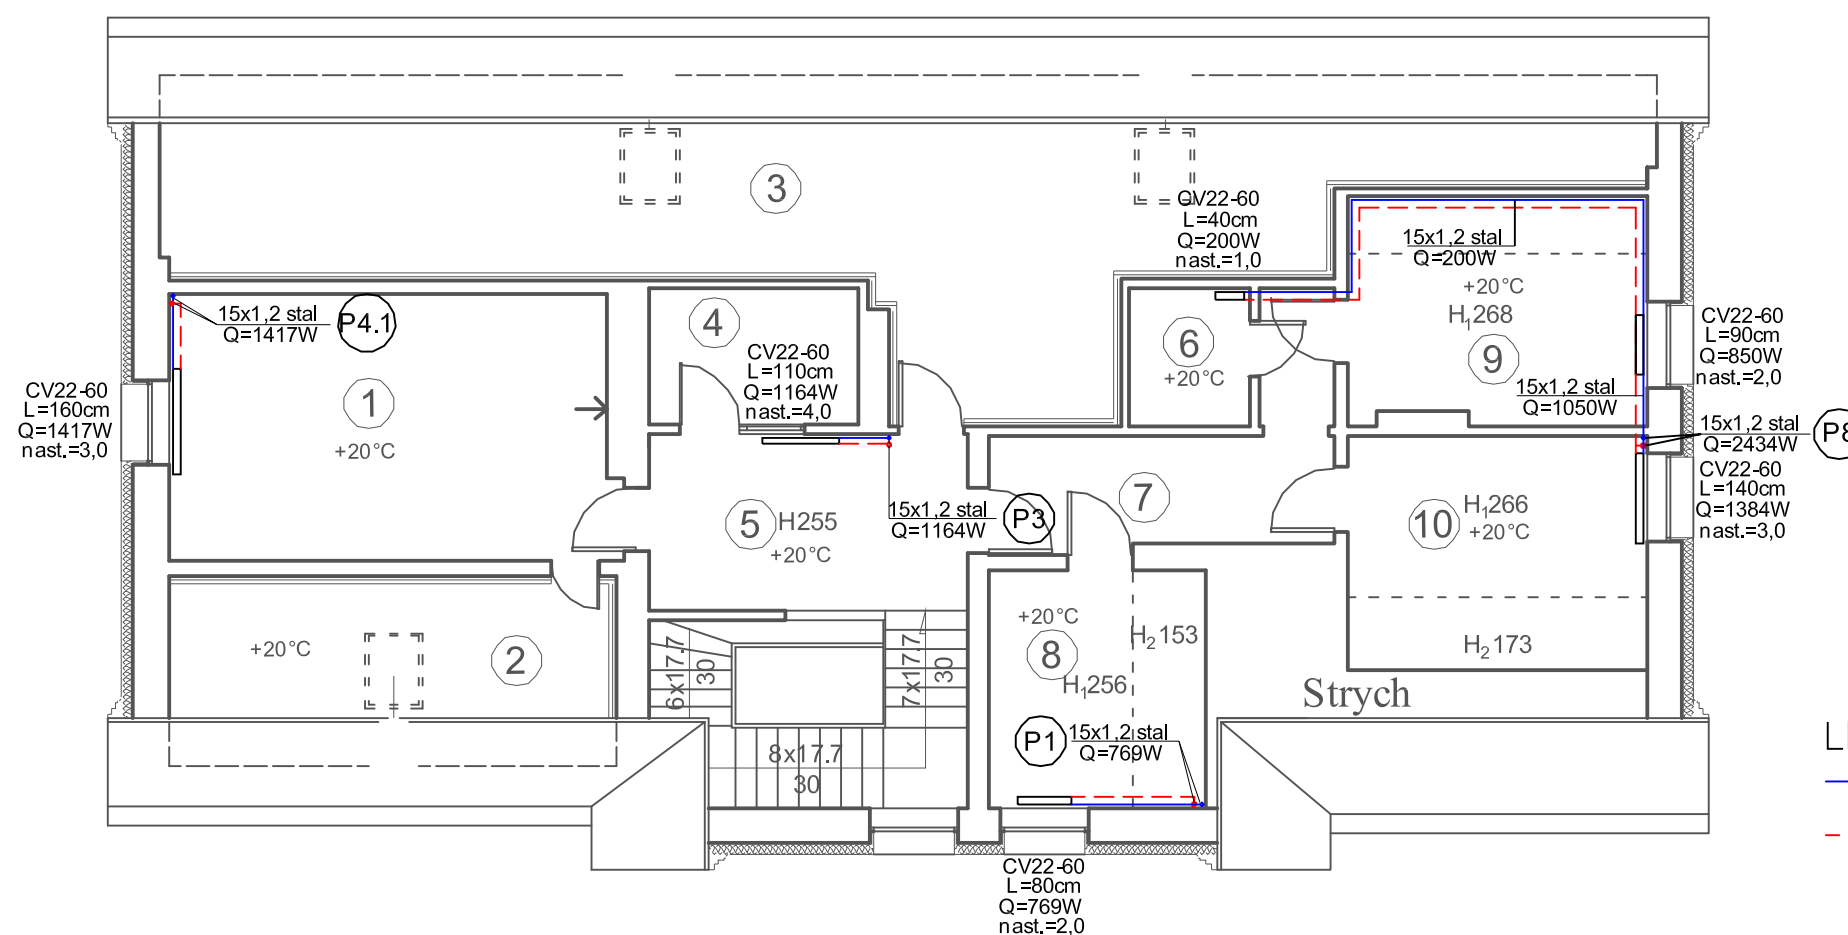 3
CV22-60
L=40cm
Q=200W
nast.=1,0
15x1,2 stal
Q=200W
+20°C
H₁268
9
CV22-60
L=90cm
Q=850W
nast.=2,0
15x1,2 stal
Q=1050W
15x1,2 stal
Q=2434W
P8
CV22-60
L=140cm
Q=1384W
nast.=3,0
15x1,2 stal
Q=1417W
P4.1
4
CV22-60
L=110cm
Q=1164W
nast.=4,0
6
+20°C
CV22-60
L=160cm
Q=1417W
nast.=3,0
1
+20°C
5
H255
+20°C
15x1,2 stal
Q=1164W
P3
7
10
H₁266
+20°C
H₂173
+20°C
2
6x17.7
30
7x17.7
30
8x17.7
30
+20°C
8
H₂153
H₁256
P1
15x1,2 stal
Q=769W
Strych
CV22-60
L=80cm
Q=769W
nast.=2,0